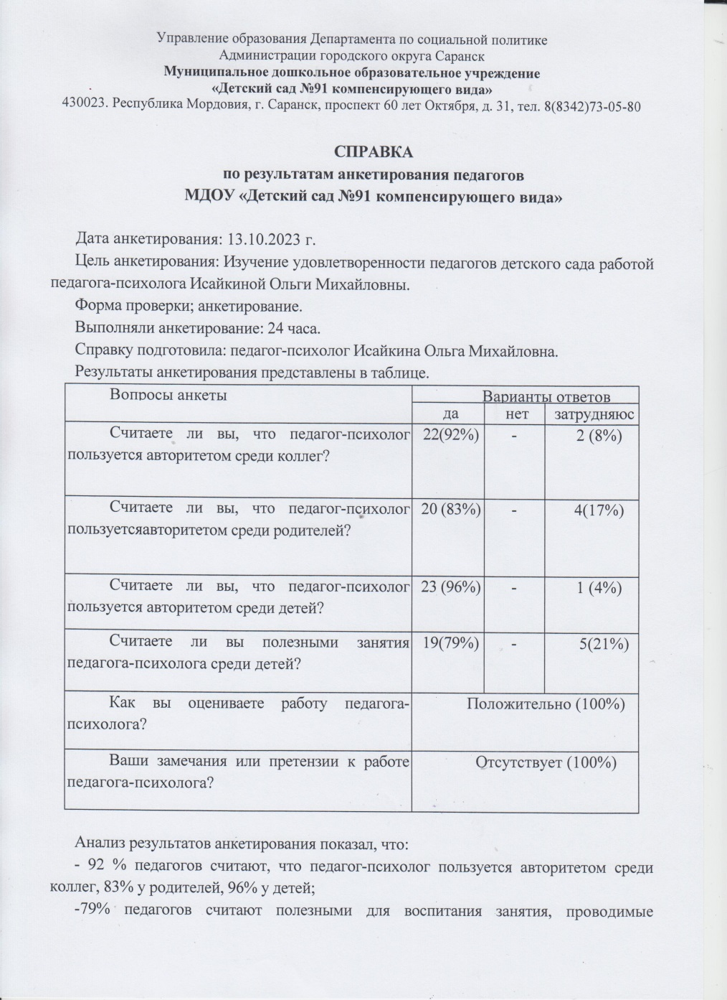 Управление образования Департамента по социальной политике
Администрации городского округа Саранск
Муниципальное дошкольное образовательное учреждение
«Детский сад №91 компенсирующего вида»
430023. Республика Мордовия, г. Саранск, проспект 60 лет Октября, д. 31, тел. 8(8342)73-05-80
СПРАВКА
по результатам анкетирования педагогов
МДОУ «Детский сад №91 компенсирующего вида»
Дата анкетирования: 13.10.2023 г.
Цель анкетирования: Изучение удовлетворенности педагогов детского сада работой
педагога-психолога Исайкиной Ольги Михайловны.
Форма проверки; анкетирование.
Выполняли анкетирование: 24 часа.
Справку подготовила: педагог-психолог Исайкина Ольга Михайловна.
Результаты анкетирования представлены в таблице.
Вопросы анкеты Варианты ответов
да нет затрудняюс
Считаете ли вы, что педагог-психолог 22(92%) - 2 (8%)
пользуется авторитетом среди коллег?
Считаете ли вы, что педагог-психолог 20 (83%) - 4(17%)
пользуетсяавторитетом среди родителей?
Считаете ли вы, что педагог-психолог 23 (96%) - 1 (4%)
пользуется авторитетом среди детей?
Считаете ли вы полезными занятия 19(79%) - 5(21%)
педагога-психолога среди детей?
Как вы оцениваете работу педагога- Положительно (100%)
психолога?
Ваши замечания или претензии к работе Отсутствует (100%)
педагога-психолога?
Анализ результатов анкетирования показал, что:
- 92 % педагогов считают, что педагог-психолог пользуется авторитетом среди
коллег, 83% у родителей, 96% у детей;
-79% педагогов считают полезными для воспитания занятия, проводимые